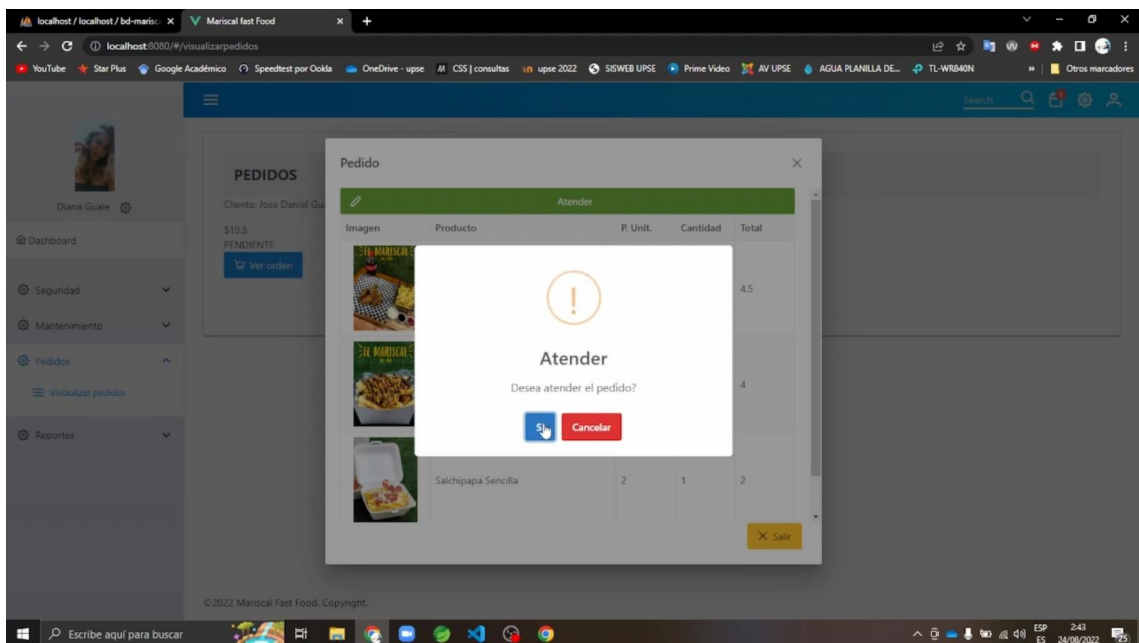 localhost / localhost / bd-marisc
Mariscal fast Food
localhost:8080/#/visualizarpedidos
YouTube
Star Plus
Google Académico
Speedtest por Ookla
OneDrive - upse
CSS | consultas
upse 2022
SISWEB UPSE
Prime Video
AV UPSE
AGUA PLANILLA DE...
TL-WR840N
»
Otros marcadores
Search
Diana Guale
Dashboard
Seguridad
Mantenimiento
Pedidos
Visualizar pedidos
Reportes
PEDIDOS
Cliente: Jose Daniel Gu
$10.5
PENDIENTE
Ver orden
Pedido
Atender
Imagen Producto P. Unit. Cantidad Total
EL MARISCAL
4.5
EL MARISCAL
4
Salchipapa Sencilla 2 1 2
Atender
Desea atender el pedido?
Cancelar
Salir
©2022 Mariscal Fast Food. Copyright.
Escribe aquí para buscar
ESP
ES
2:43
24/08/2022